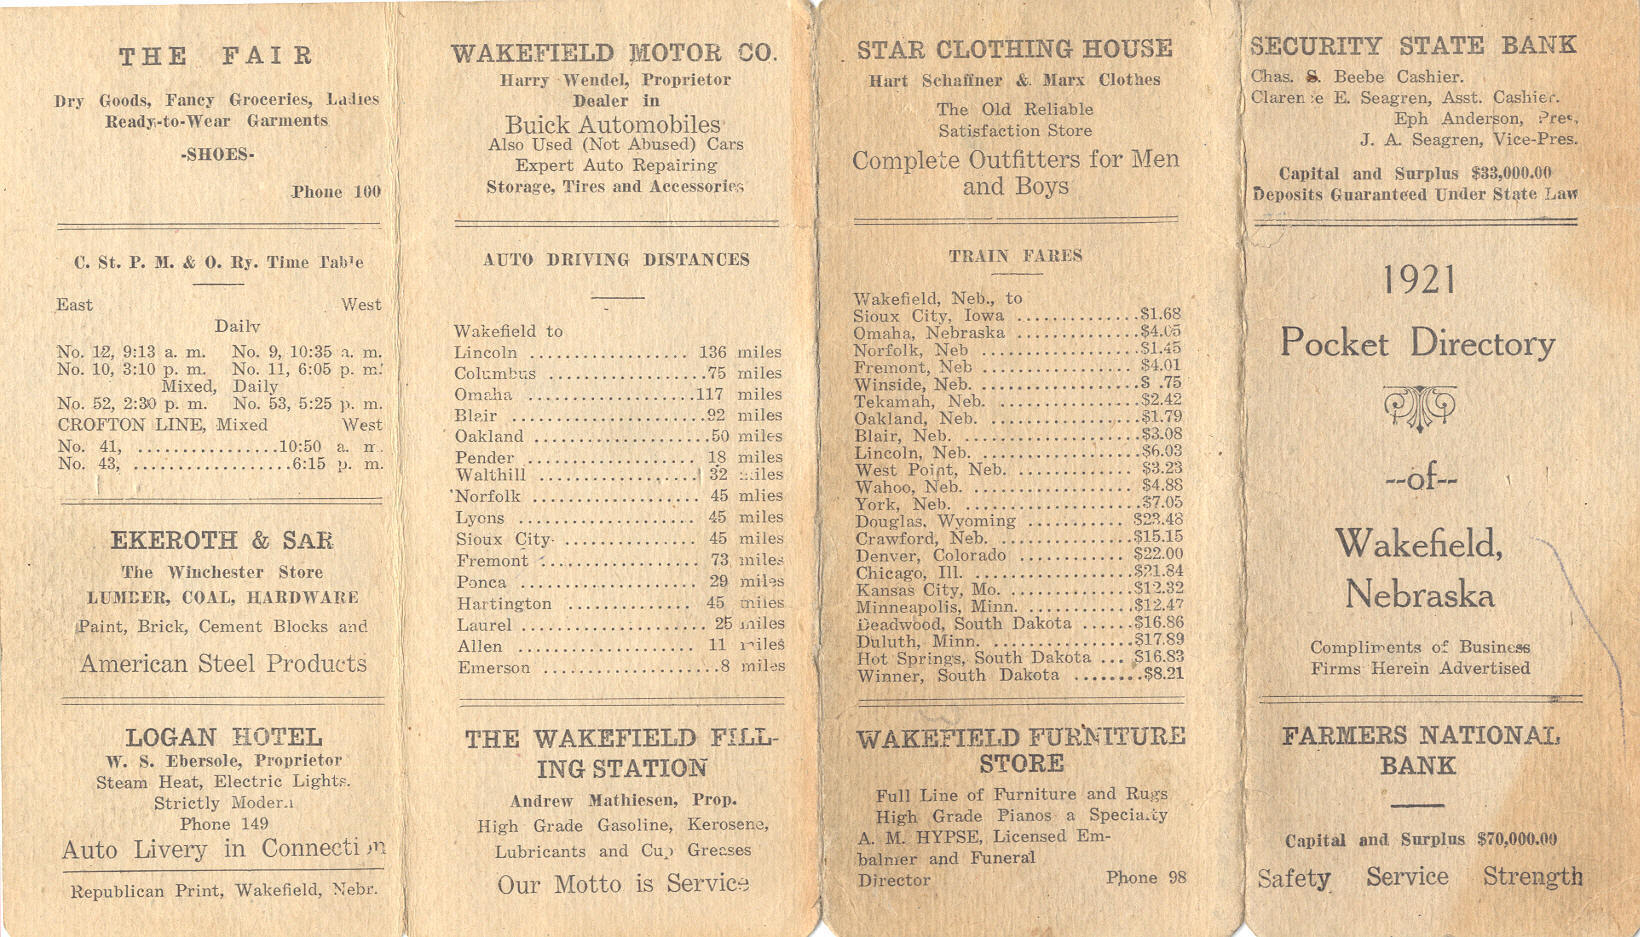 THE FAIR
Dry Goods, Fancy Groceries, Ladies
Ready-to-Wear Garments
-SHOES-
Phone 100
C. St. P. M. & O. Ry. Time Table
East West
Daily
No. 12, 9:13 a. m. No. 9, 10:35 a. m.
No. 10, 3:10 p. m. No. 11, 6:05 p. m.
Mixed, Daily
No. 52, 2:30 p. m. No. 53, 5:25 p. m.
CROFTON LINE, Mixed West
No. 41, ................10:50 a. m.
No. 43, ..................6:15 p. m.
EKEROTH & SAR
The Winchester Store
LUMBER, COAL, HARDWARE
Paint, Brick, Cement Blocks and
American Steel Products
LOGAN HOTEL
W. S. Ebersole, Proprietor
Steam Heat, Electric Lights.
Strictly Modern
Phone 149
Auto Livery in Connection
Republican Print, Wakefield, Nebr.
WAKEFIELD MOTOR CO.
Harry Wendel, Proprietor
Dealer in
Buick Automobiles
Also Used (Not Abused) Cars
Expert Auto Repairing
Storage, Tires and Accessories
AUTO DRIVING DISTANCES
Wakefield to
Lincoln .................. 136 miles
Columbus ..................75 miles
Omaha ...................117 miles
Blair ......................92 miles
Oakland ....................50 miles
Pender ................... 18 miles
Walthill .................. 32 miles
Norfolk ................... 45 mlies
Lyons .................... 45 miles
Sioux City ............... 45 miles
Fremont .................. 73 miles
Ponca .................... 29 miles
Hartington .............. 45 miles
Laurel ..................... 25 miles
Allen ..................... 11 miles
Emerson ....................8 miles
THE WAKEFIELD FILL-
ING STATION
Andrew Mathiesen, Prop.
High Grade Gasoline, Kerosene,
Lubricants and Cup Greases
Our Motto is Service
STAR CLOTHING HOUSE
Hart Schaffner & Marx Clothes
The Old Reliable
Satisfaction Store
Complete Outfitters for Men
and Boys
TRAIN FARES
Wakefield, Neb., to
Sioux City, Iowa ..............$1.68
Omaha, Nebraska ..............$4.05
Norfolk, Neb ..................$1.45
Fremont, Neb ..................$4.01
Winside, Neb. ...................$ .75
Tekamah, Neb. ................$2.42
Oakland, Neb. ..................$1.79
Blair, Neb. ....................$3.08
Lincoln, Neb. ...................$6.03
West Point, Neb. ............. $3.23
Wahoo, Neb. .................. $4.88
York, Neb. .....................$7.05
Douglas, Wyoming ........... $23.48
Crawford, Neb. ...............$15.15
Denver, Colorado ............ $22.00
Chicago, Ill. ..................$21.84
Kansas City, Mo. ..............$12.32
Minneapolis, Minn. ............$12.47
Deadwood, South Dakota ......$16.86
Duluth, Minn. .................$17.89
Hot Springs, South Dakota ... $16.83
Winner, South Dakota ........$8.21
WAKEFIELD FURNITURE
STORE
Full Line of Furniture and Rugs
High Grade Pianos a Specialty
A. M. HYPSE, Licensed Em-
balmer and Funeral
Director Phone 98
SECURITY STATE BANK
Chas. S. Beebe Cashier.
Clarence E. Seagren, Asst. Cashier.
Eph Anderson, Pres.
J. A. Seagren, Vice-Pres.
Capital and Surplus $33,000.00
Deposits Guaranteed Under State Law
1921
Pocket Directory
--of--
Wakefield,
Nebraska
Compliments of Business
Firms Herein Advertised
FARMERS NATIONAL
BANK
Capital and Surplus $70,000.00
Safety Service Strength